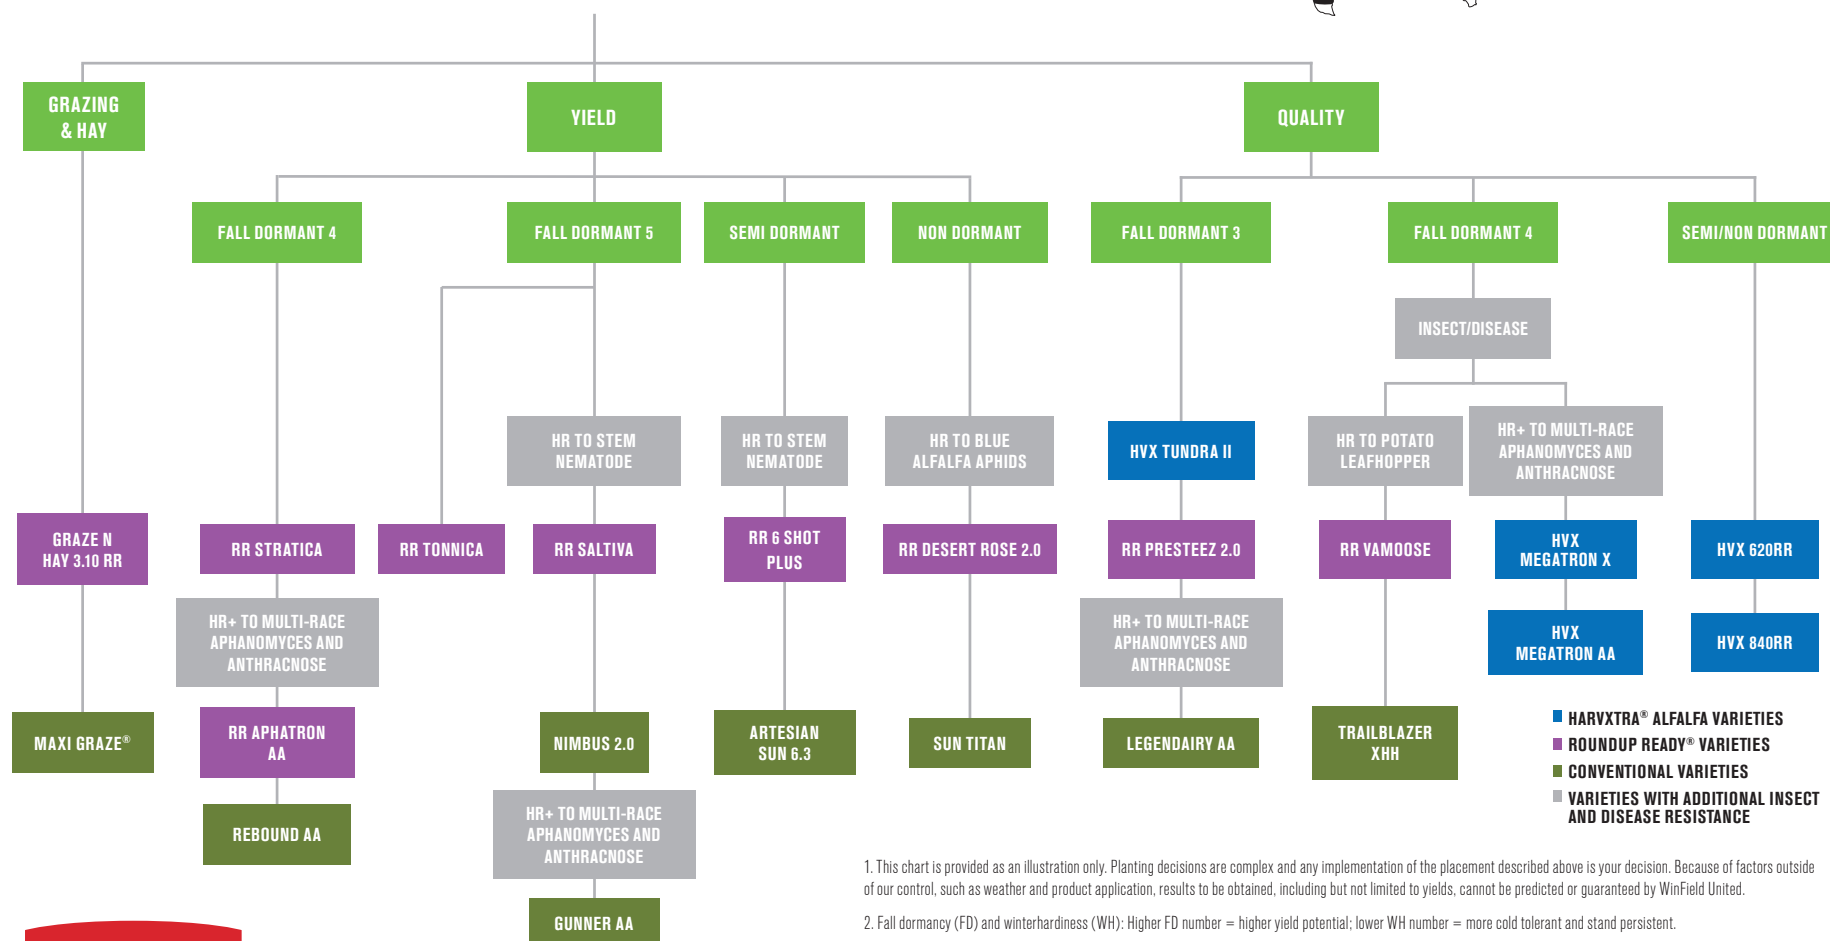 GRAZING
& HAY
YIELD
QUALITY
FALL DORMANT 4
FALL DORMANT 5
SEMI DORMANT
NON DORMANT
FALL DORMANT 3
FALL DORMANT 4
SEMI/NON DORMANT
INSECT/DISEASE
HR TO STEM
NEMATODE
HR TO STEM
NEMATODE
HR TO BLUE
ALFALFA APHIDS
HVX TUNDRA II
HR TO POTATO
LEAFHOPPER
HR+ TO MULTI-RACE
APHANOMYCES AND
ANTHRACNOSE
GRAZE N
HAY 3.10 RR
RR STRATICA
RR TONNICA
RR SALTIVA
RR 6 SHOT
PLUS
RR DESERT ROSE 2.0
RR PRESTEEZ 2.0
RR VAMOOSE
HVX
MEGATRON X
HVX 620RR
HR+ TO MULTI-RACE
APHANOMYCES AND
ANTHRACNOSE
HR+ TO MULTI-RACE
APHANOMYCES AND
ANTHRACNOSE
HVX
MEGATRON AA
HVX 840RR
MAXI GRAZE®
RR APHATRON
AA
NIMBUS 2.0
ARTESIAN
SUN 6.3
SUN TITAN
LEGENDAIRY AA
TRAILBLAZER
XHH
REBOUND AA
HR+ TO MULTI-RACE
APHANOMYCES AND
ANTHRACNOSE
GUNNER AA
HARVXTRA® ALFALFA VARIETIES
ROUNDUP READY® VARIETIES
CONVENTIONAL VARIETIES
VARIETIES WITH ADDITIONAL INSECT
AND DISEASE RESISTANCE
1. This chart is provided as an illustration only. Planting decisions are complex and any implementation of the placement described above is your decision. Because of factors outside
of our control, such as weather and product application, results to be obtained, including but not limited to yields, cannot be predicted or guaranteed by WinField United.
2. Fall dormancy (FD) and winterhardiness (WH): Higher FD number = higher yield potential; lower WH number = more cold tolerant and stand persistent.